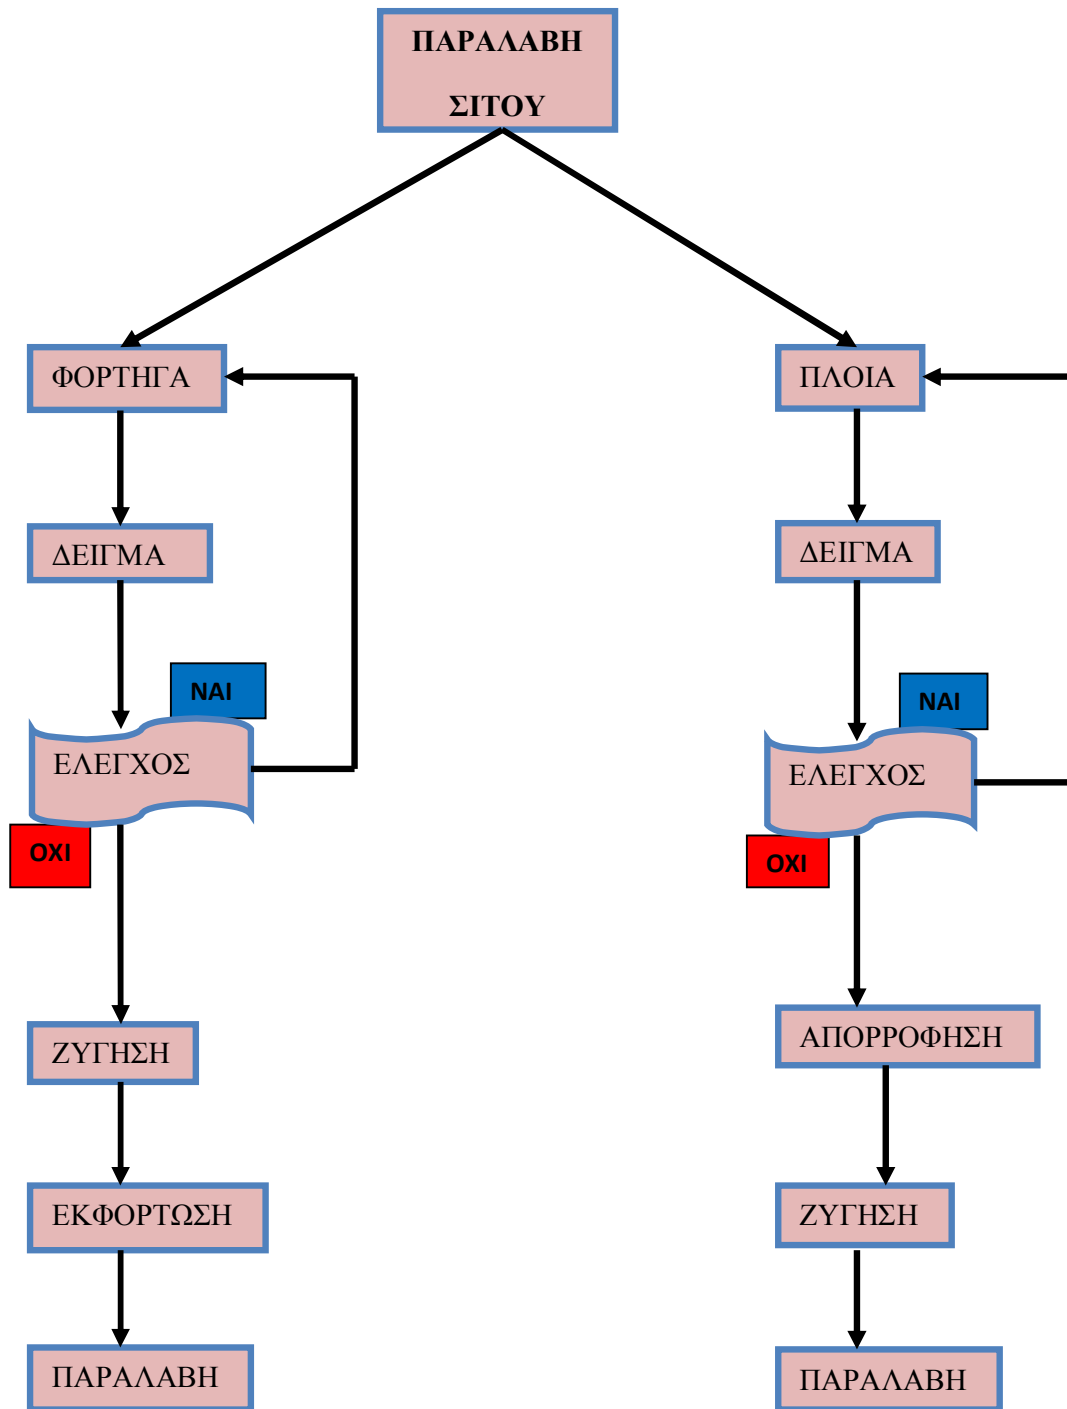 ΠΑΡΑΛΑΒΗ
ΣΙΤΟΥ
ΦΟΡΤΗΓΑ
ΠΛΟΙΑ
ΔΕΙΓΜΑ
ΔΕΙΓΜΑ
ΝΑΙ
ΝΑΙ
ΕΛΕΓΧΟΣ
ΕΛΕΓΧΟΣ
ΟΧΙ
ΟΧΙ
ΖΥΓΗΣΗ
ΑΠΟΡΡΟΦΗΣΗ
ΕΚΦΟΡΤΩΣΗ
ΖΥΓΗΣΗ
ΠΑΡΑΛΑΒΗ
ΠΑΡΑΛΑΒΗ